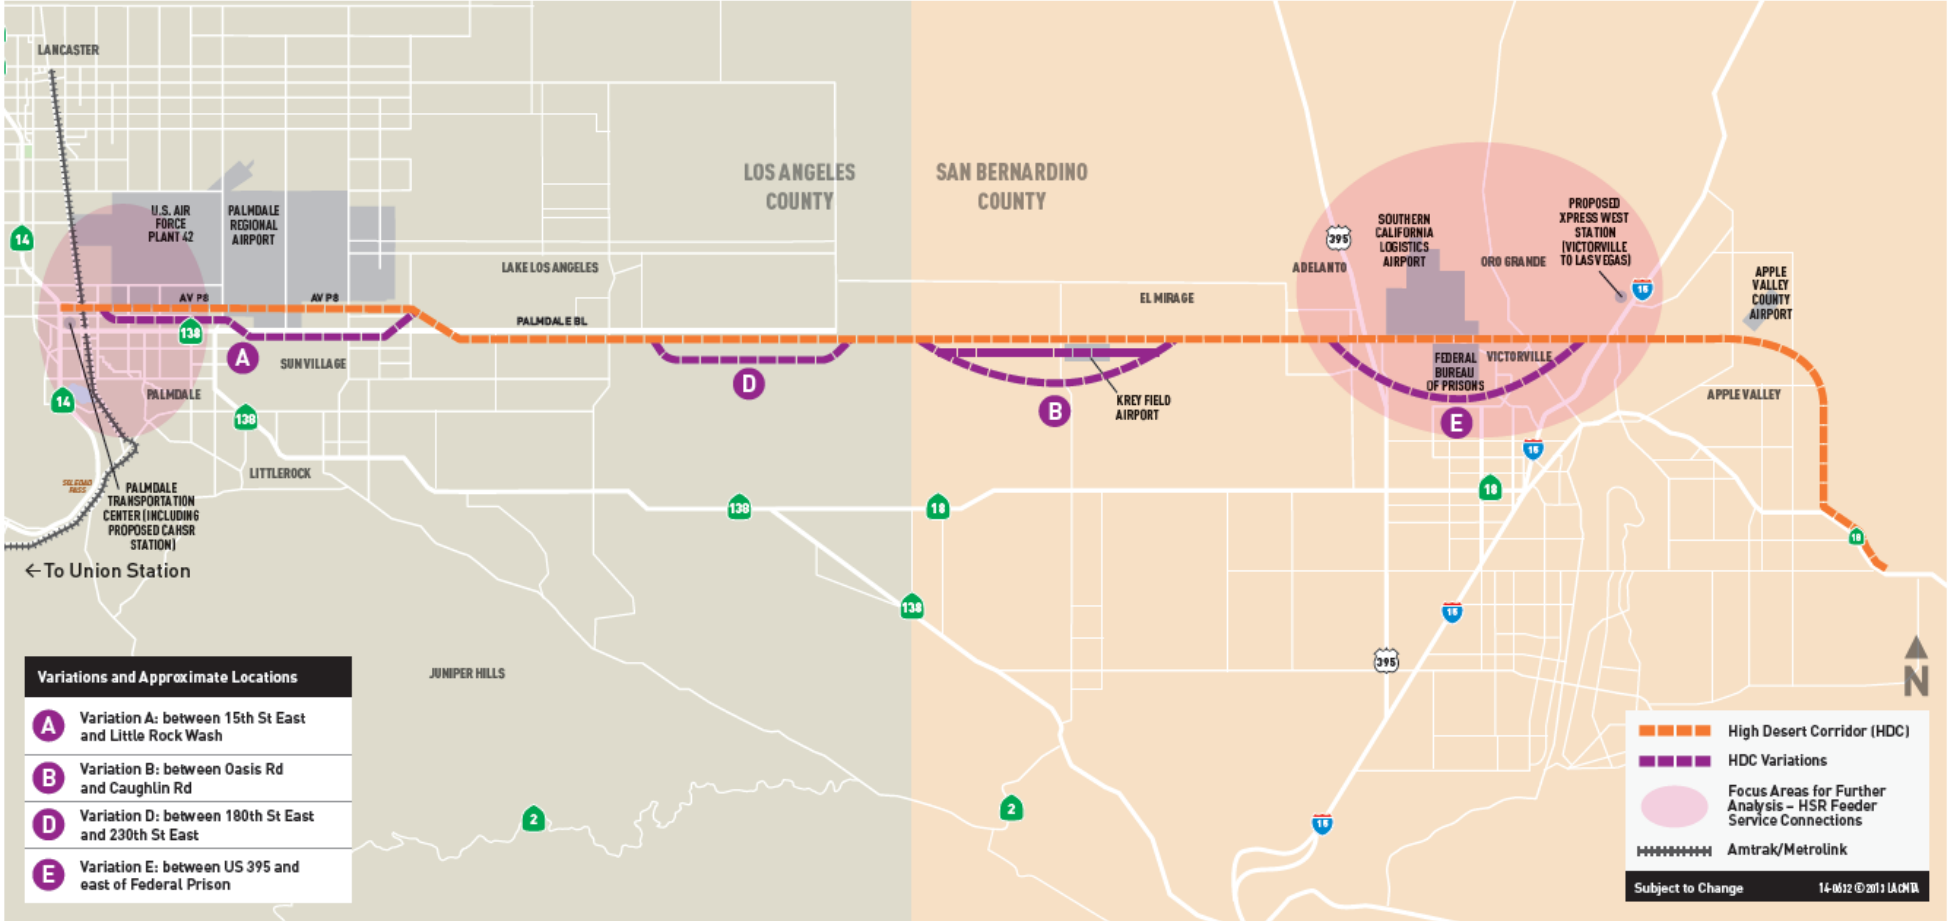 LANCASTER
LOS ANGELES
COUNTY
SAN BERNARDINO
COUNTY
U.S. AIR
FORCE
PLANT 42
PALMDALE
REGIONAL
AIRPORT
14
LAKE LOS ANGELES
EL MIRAGE
395
ADELANTO
SOUTHERN
CALIFORNIA
LOGISTICS
AIRPORT
ORO GRANDE
PROPOSED
XPRESS WEST
STATION
(VICTORVILLE
TO LAS VEGAS)
15
APPLE
VALLEY
COUNTY
AIRPORT
AV P8
AV P8
PALMDALE BL
138
A
SUN VILLAGE
D
B
KREY FIELD
AIRPORT
FEDERAL
BUREAU
OF PRISONS
VICTORVILLE
E
APPLE VALLEY
14
PALMDALE
138
LITTLEROCK
SOLEDAD
PASS
PALMDALE
TRANSPORTATION
CENTER (INCLUDING
PROPOSED CAHSR
STATION)
←To Union Station
138
18
18
15
18
138
15
395
JUNIPER HILLS
2
2
15
N
Variations and Approximate Locations
A
Variation A: between 15th St East
and Little Rock Wash
B
Variation B: between Oasis Rd
and Caughlin Rd
D
Variation D: between 180th St East
and 230th St East
E
Variation E: between US 395 and
east of Federal Prison
High Desert Corridor (HDC)
HDC Variations
Focus Areas for Further
Analysis – HSR Feeder
Service Connections
Amtrak/Metrolink
Subject to Change
14-0632 ©2013 LACMTA